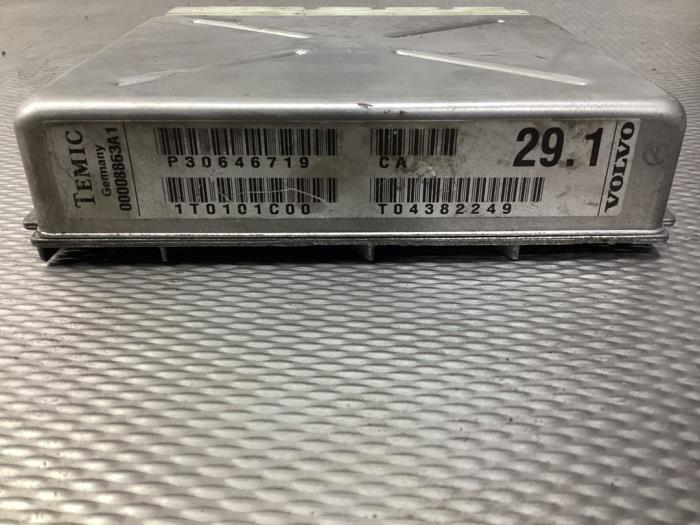 TEMIC
Germany
00008863A1
P30646719
CA
29.1
1T0101C00
T04382249
VOLVO